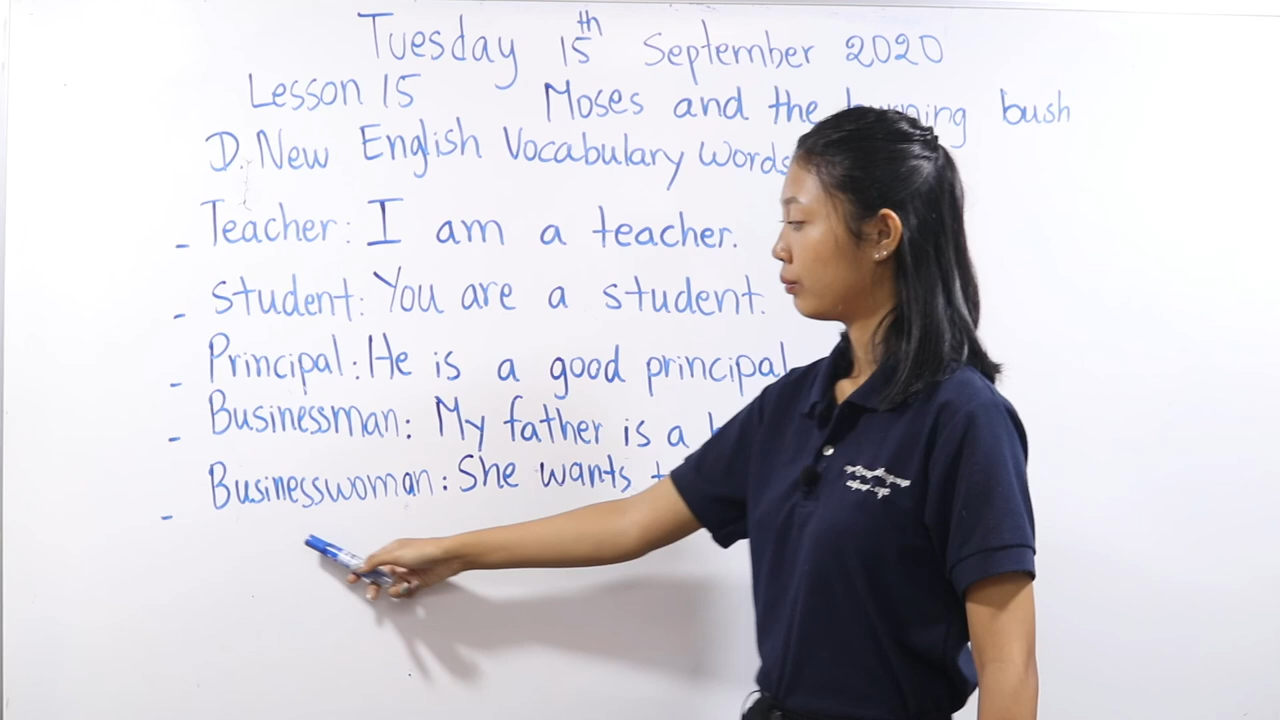 Tuesday 15th September 2020
Lesson 15 Moses and the burning bush
D. New English Vocabulary Words
- Teacher: I am a teacher.
- Student: You are a student.
- Principal: He is a good principal
- Businessman: My father is a
- Businesswoman: She wants